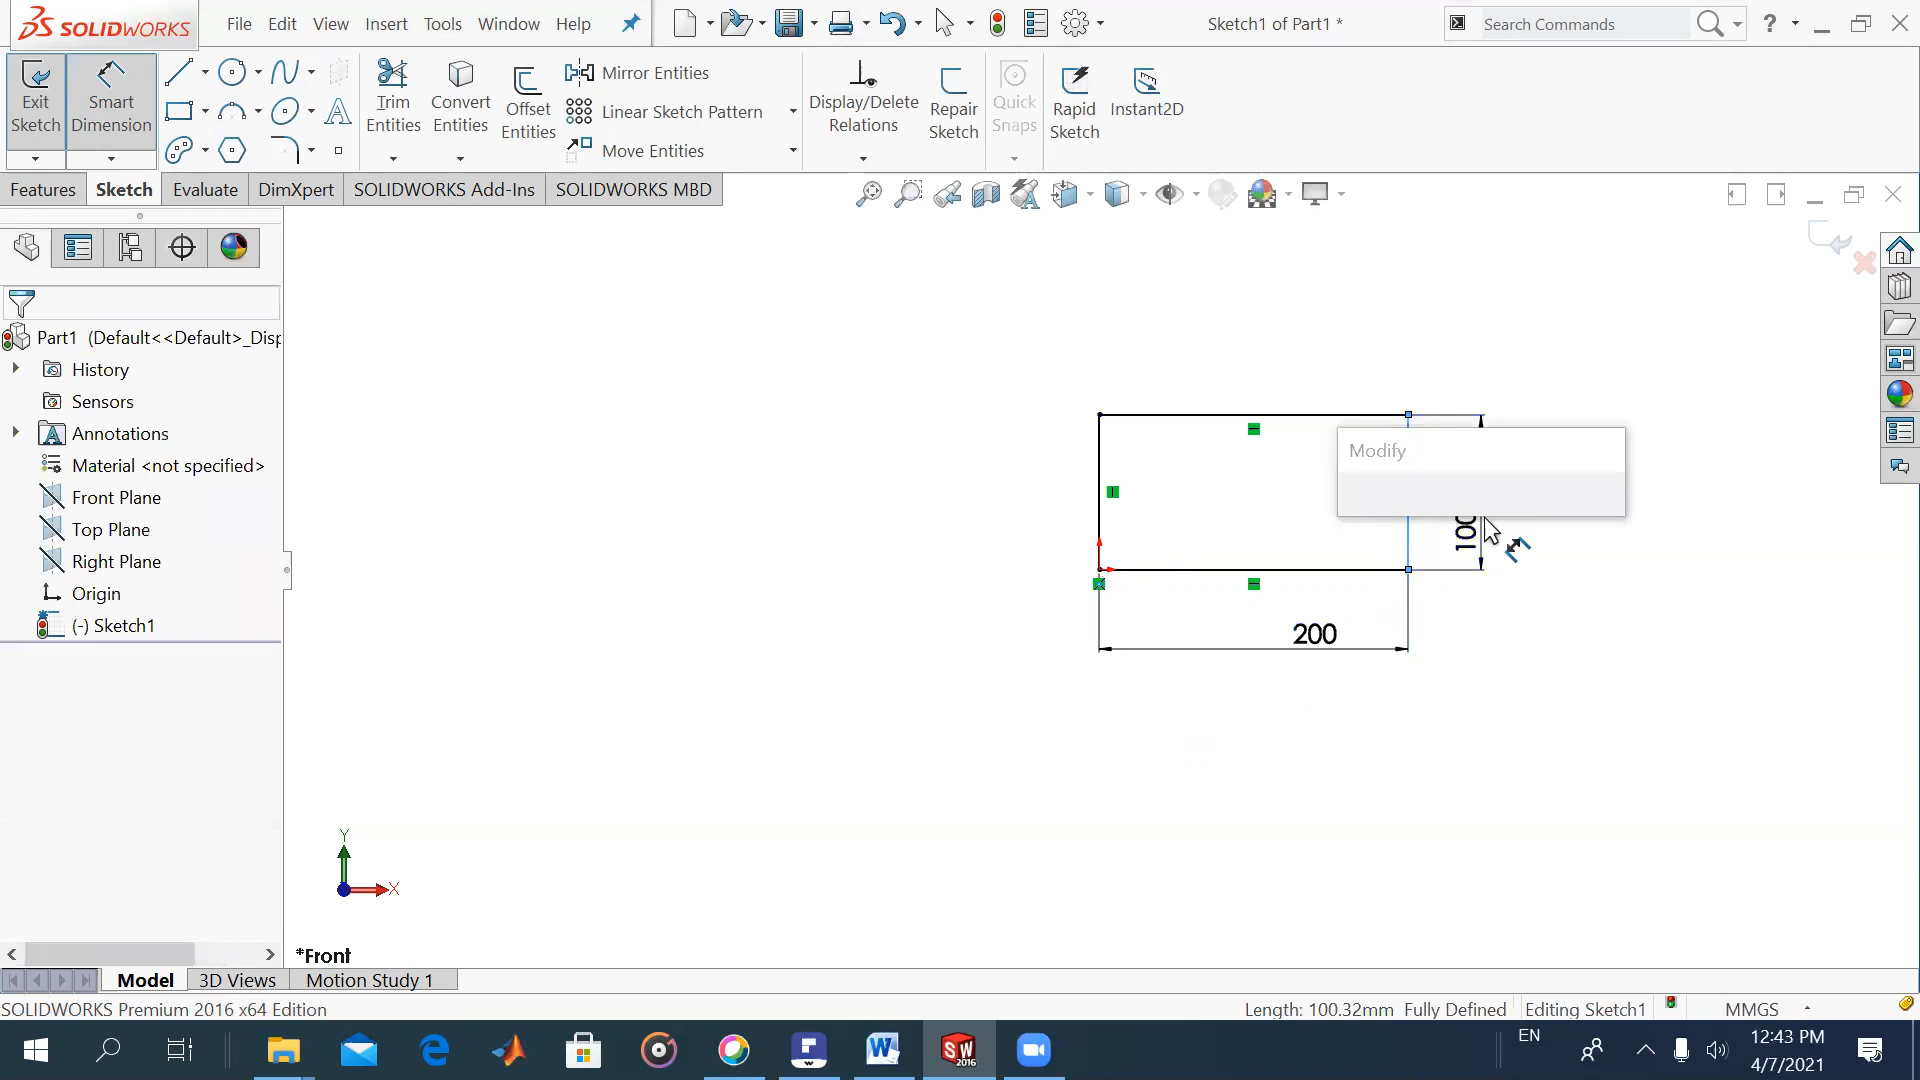 SOLIDWORKS
File Edit View Insert Tools Window Help
Sketch1 of Part1 *
Search Commands
?
Exit Sketch
Smart Dimension
Trim Entities
Convert Entities
Offset Entities
Mirror Entities
Linear Sketch Pattern
Move Entities
Display/Delete Relations
Repair Sketch
Quick Snaps
Rapid Sketch
Instant2D
Features Sketch Evaluate DimXpert SOLIDWORKS Add-Ins SOLIDWORKS MBD
Part1 (Default<<Default>_Disp
History
Sensors
Annotations
Material <not specified>
Front Plane
Top Plane
Right Plane
Origin
(-) Sketch1
Modify
100
200
Y
X
*Front
Model 3D Views Motion Study 1
SOLIDWORKS Premium 2016 x64 Edition
Length: 100.32mm Fully Defined Editing Sketch1 MMGS
EN
12:43 PM
4/7/2021